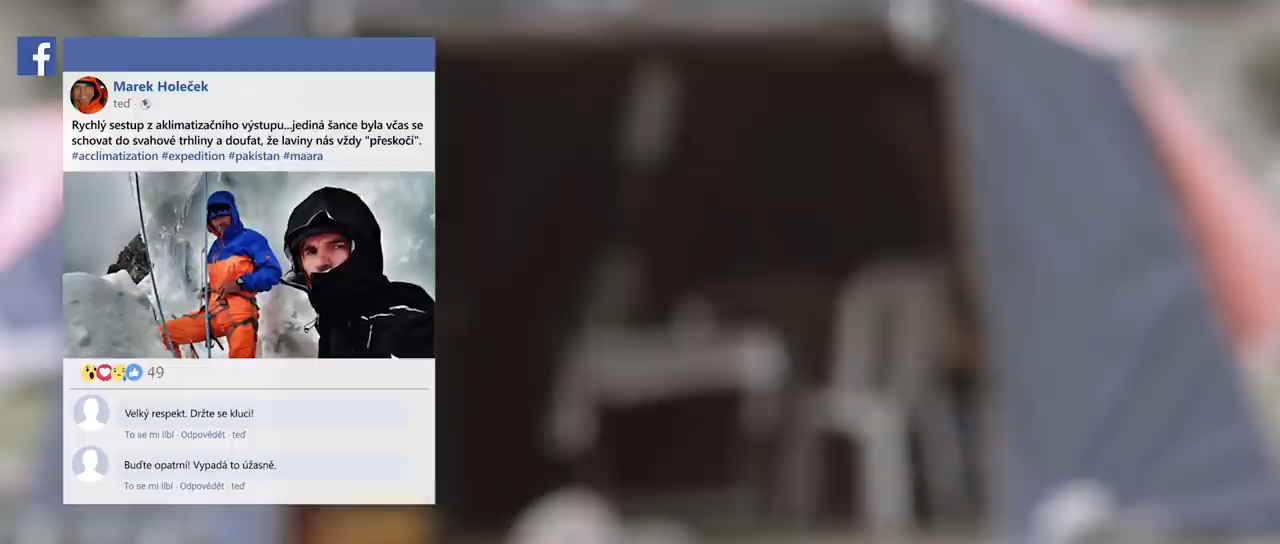 f
Marek Holeček
teď ·
Rychlý sestup z aklimatizačního výstupu...jediná šance byla včas se
schovat do svahové trhliny a doufat, že laviny nás vždy "přeskočí".
#acclimatization #expedition #pakistan #maara
49
Velký respekt. Držte se kluci!
To se mi líbí · Odpovědět · teď
Buďte opatrní! Vypadá to úžasně.
To se mi líbí · Odpovědět · teď